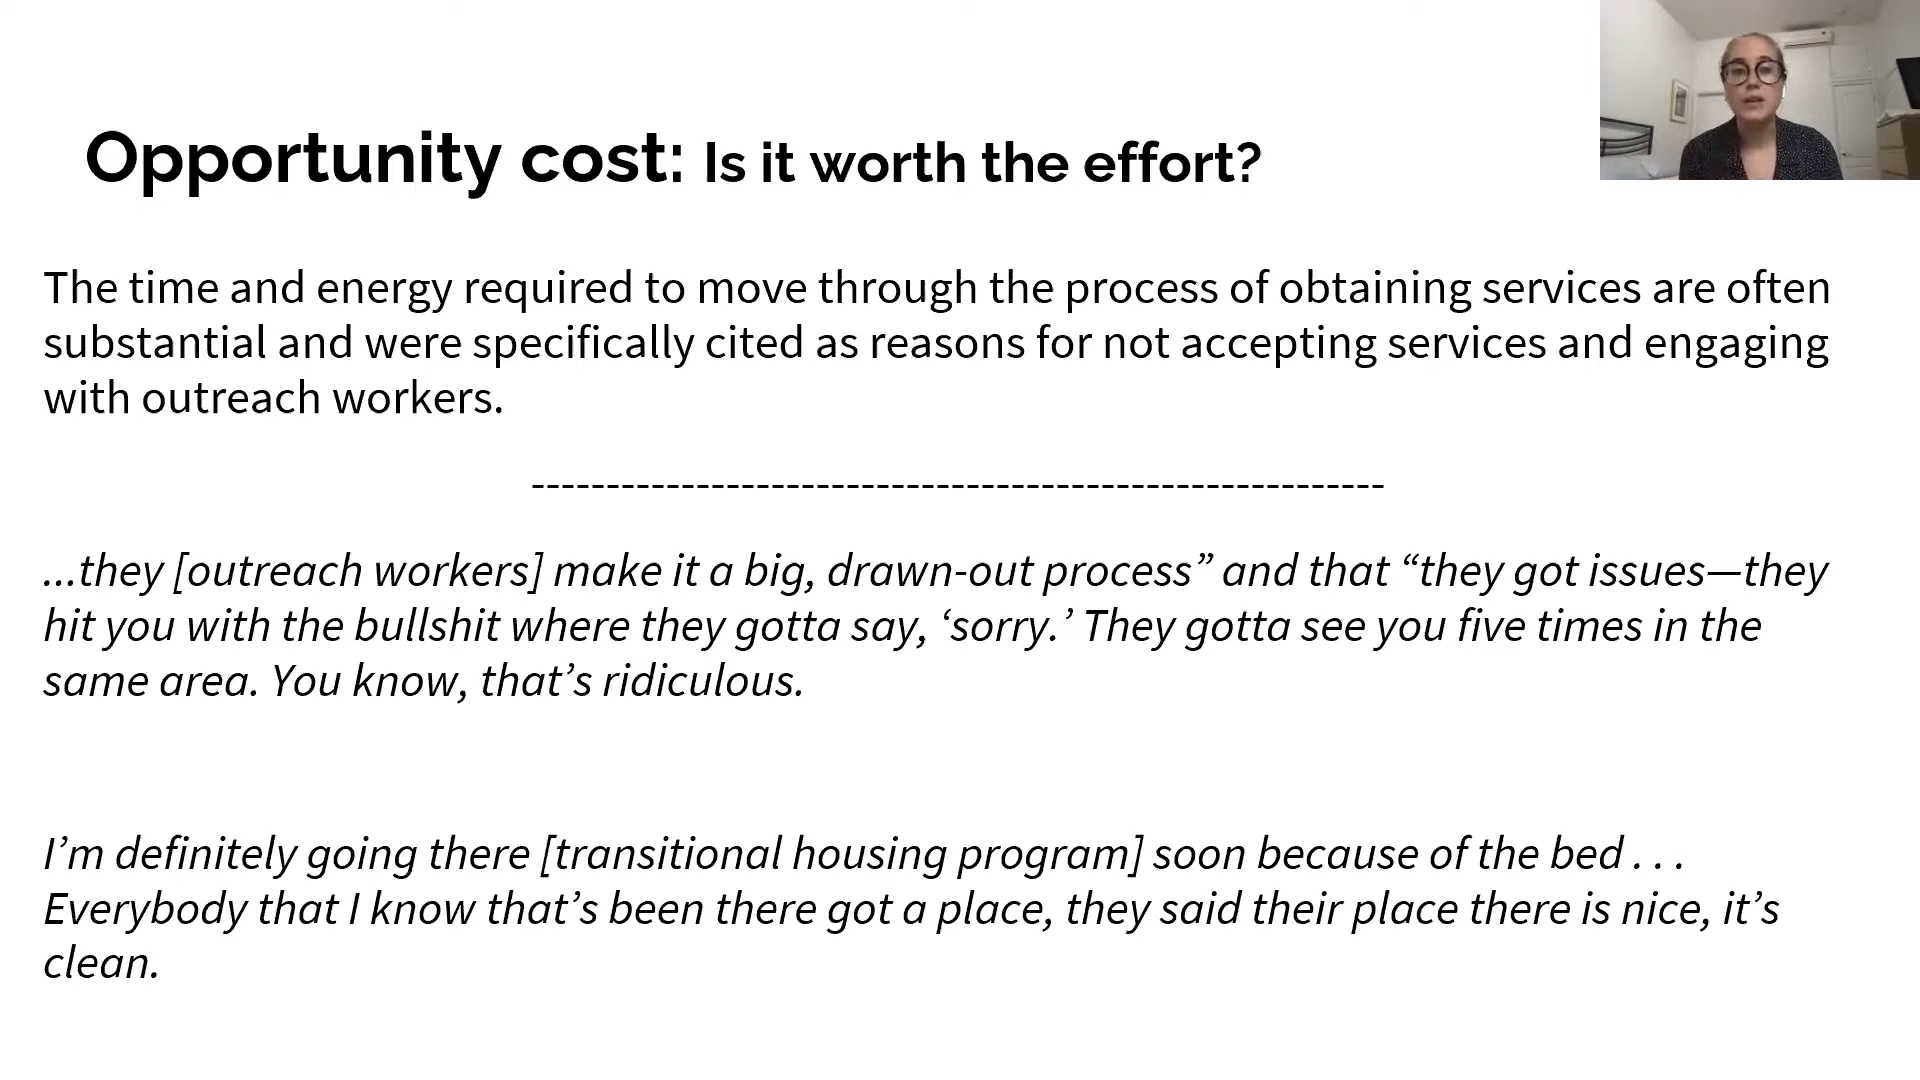 Opportunity cost: Is it worth the effort?
The time and energy required to move through the process of obtaining services are often
substantial and were specifically cited as reasons for not accepting services and engaging
with outreach workers.
---------------------------------------------------------
...they [outreach workers] make it a big, drawn-out process” and that “they got issues—they
hit you with the bullshit where they gotta say, ‘sorry.’ They gotta see you five times in the
same area. You know, that’s ridiculous.
I’m definitely going there [transitional housing program] soon because of the bed . . .
Everybody that I know that’s been there got a place, they said their place there is nice, it’s
clean.